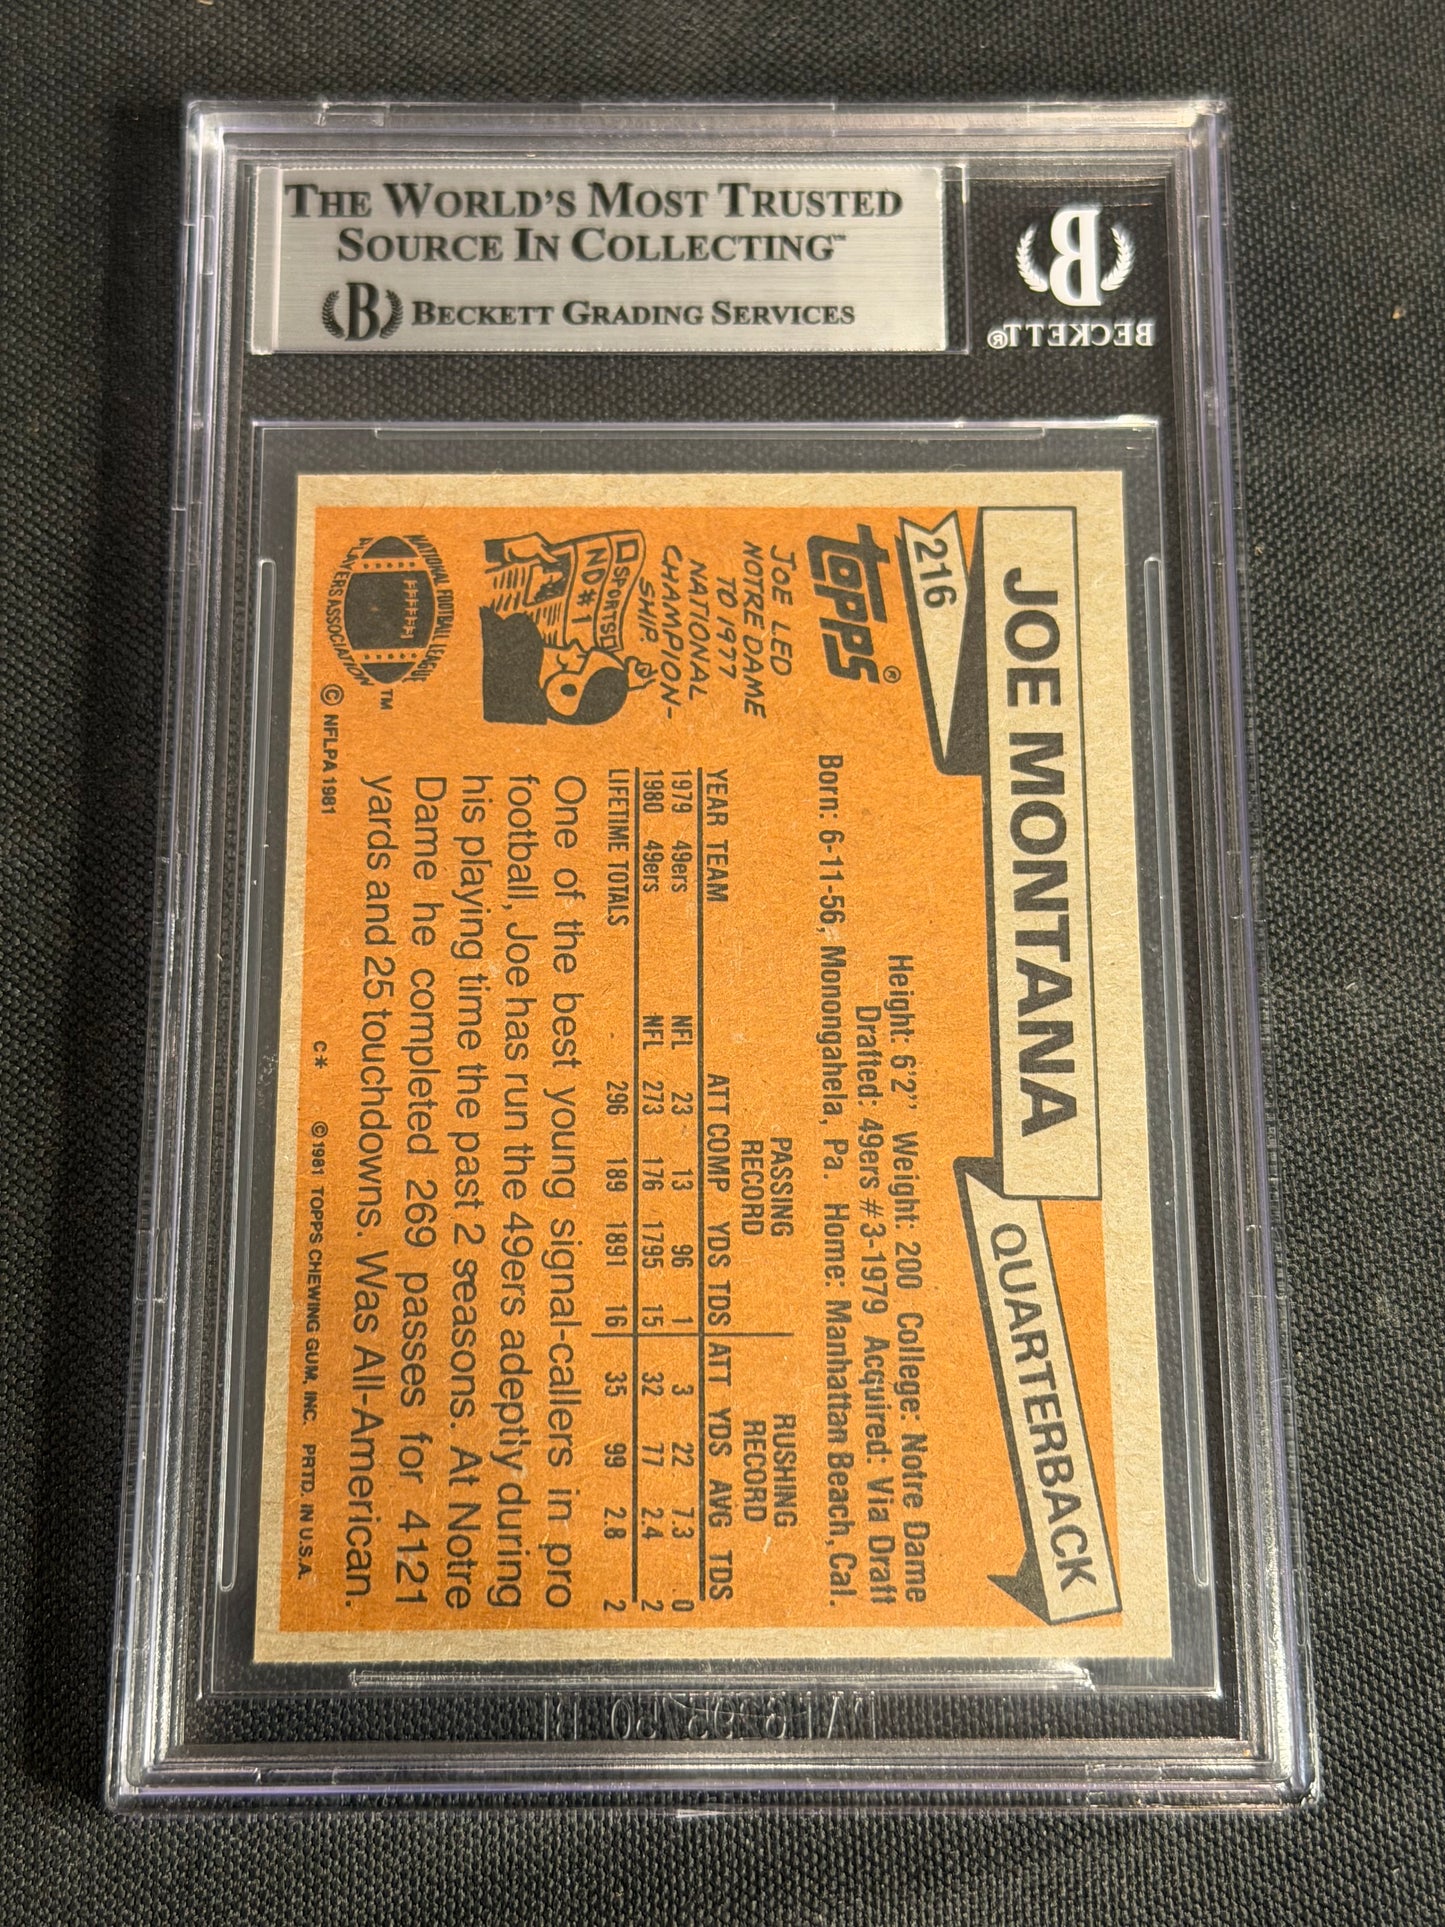 THE WORLD'S MOST TRUSTED
SOURCE IN COLLECTING™
B BECKETT GRADING SERVICES
B
BECKETT®
JOE MONTANA
QUARTERBACK
216
topps®
Height: 6'2" Weight: 200 College: Notre Dame
Drafted: 49ers #3-1979 Acquired: Via Draft
Born: 6-11-56, Monongahela, Pa. Home: Manhattan Beach, Cal.
JOE LED
NOTRE DAME
TO 1977
NATIONAL
CHAMPION-
SHIP.
SPORTS
ND #1
PASSING RUSHING
RECORD RECORD
YEAR TEAM ATT COMP YDS TDS ATT YDS AVG TDS
1979 49ers NFL 23 13 96 1 3 22 7.3 0
1980 49ers NFL 273 176 1795 15 32 77 2.4 2
LIFETIME TOTALS 296 189 1891 16 35 99 2.8 2
One of the best young signal-callers in pro
football, Joe has run the 49ers adeptly during
his playing time the past 2 seasons. At Notre
Dame he completed 269 passes for 4121
yards and 25 touchdowns. Was All-American.
NATIONAL FOOTBALL LEAGUE
PLAYERS ASSOCIATION
™
© NFLPA 1981
C* © 1981 TOPPS CHEWING GUM, INC. PRTD. IN U.S.A.